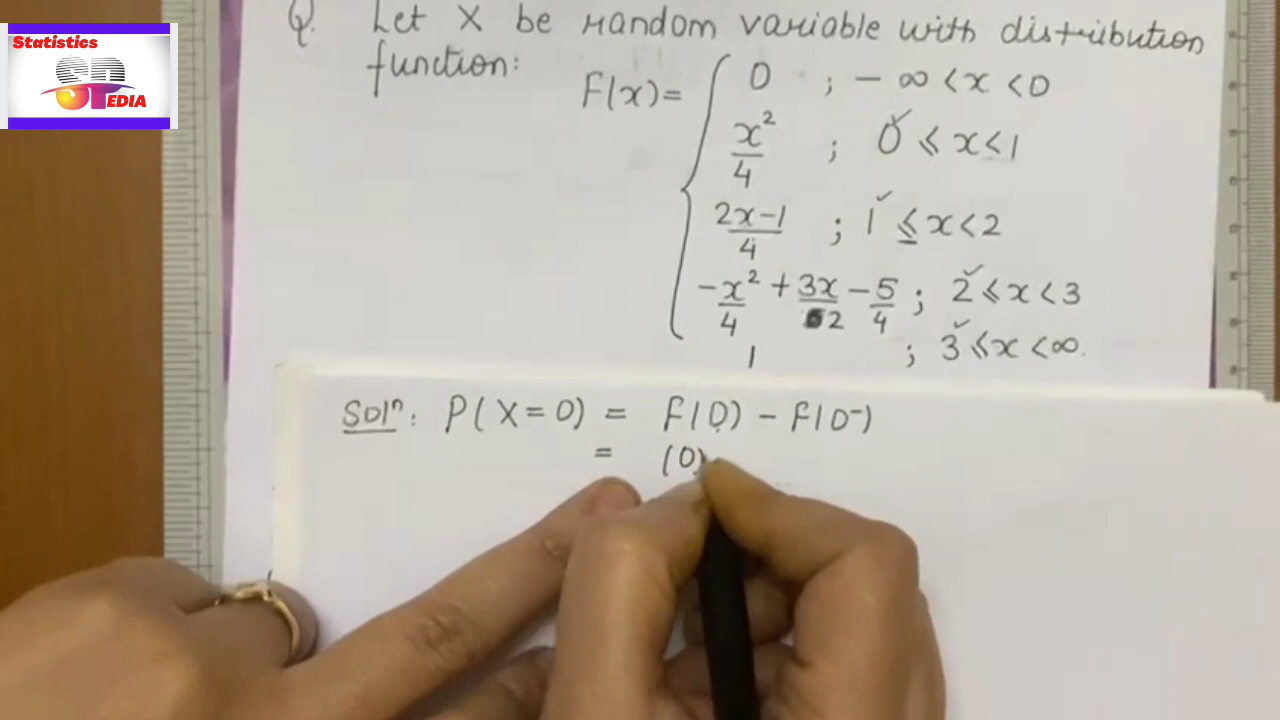 Statistics
SPEDIA
Q. Let X be random variable with distribution
function:
F(x)= 0 ; -∞ < x < 0
x²/4 ; 0 ⩽ x < 1
2x-1/4 ; 1 ≤ x < 2
-x²/4 + 3x/2 - 5/4 ; 2 ⩽ x < 3
1 ; 3 ⩽ x < ∞.
Solⁿ: P(X=0) = F(0) - F(0⁻)
= (0)